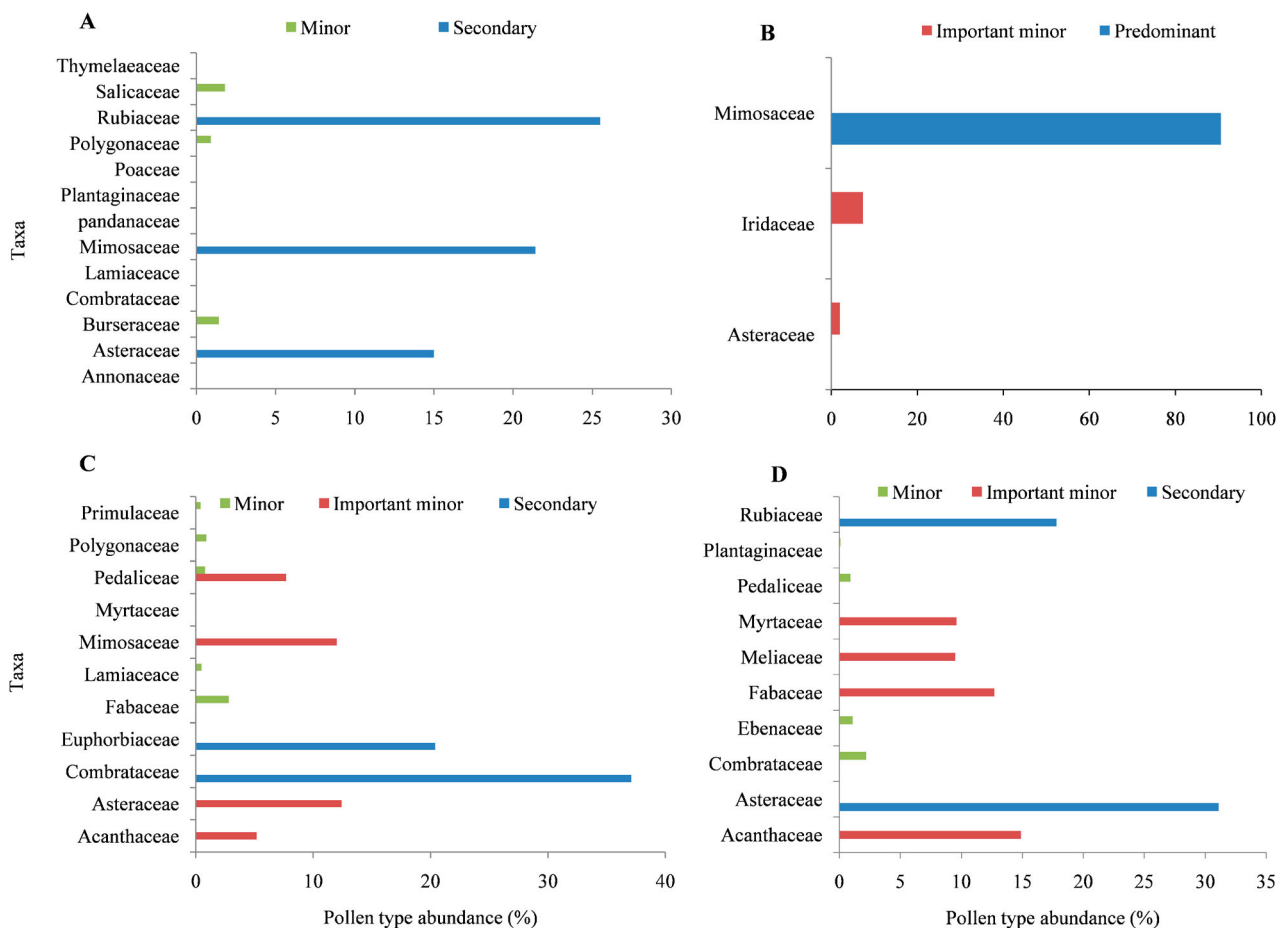 A
Minor Secondary
Taxa
Thymelaeaceae
Salicaceae
Rubiaceae
Polygonaceae
Poaceae
Plantaginaceae
pandanaceae
Mimosaceae
Lamiaceace
Combrataceae
Burseraceae
Asteraceae
Annonaceae
0 5 10 15 20 25 30
B
Important minor Predominant
Mimosaceae
Iridaceae
Asteraceae
0 20 40 60 80 100
C
Minor Important minor Secondary
Taxa
Primulaceae
Polygonaceae
Pedaliceae
Myrtaceae
Mimosaceae
Lamiaceace
Fabaceae
Euphorbiaceae
Combrataceae
Asteraceae
Acanthaceae
0 10 20 30 40
Pollen type abundance (%)
D
Minor Important minor Secondary
Rubiaceae
Plantaginaceae
Pedaliceae
Myrtaceae
Meliaceae
Fabaceae
Ebenaceae
Combrataceae
Asteraceae
Acanthaceae
0 5 10 15 20 25 30 35
Pollen type abundance (%)